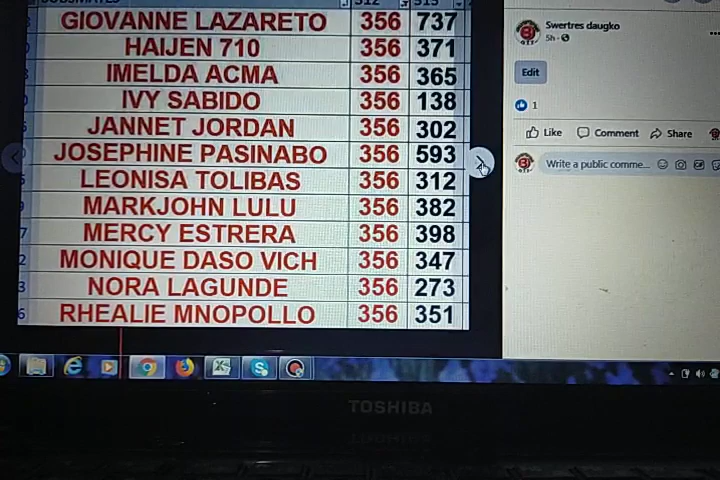 GIOVANNE LAZARETO 356 737
HAIJEN 710 356 371
IMELDA ACMA 356 365
IVY SABIDO 356 138
JANNET JORDAN 356 302
JOSEPHINE PASINABO 356 593
LEONISA TOLIBAS 356 312
MARKJOHN LULU 356 382
MERCY ESTRERA 356 398
MONIQUE DASO VICH 356 347
NORA LAGUNDE 356 273
RHEALIE MNOPOLLO 356 351
Swertres daugko
5h
Edit
1
Like Comment Share
Write a public comme...
TOSHIBA